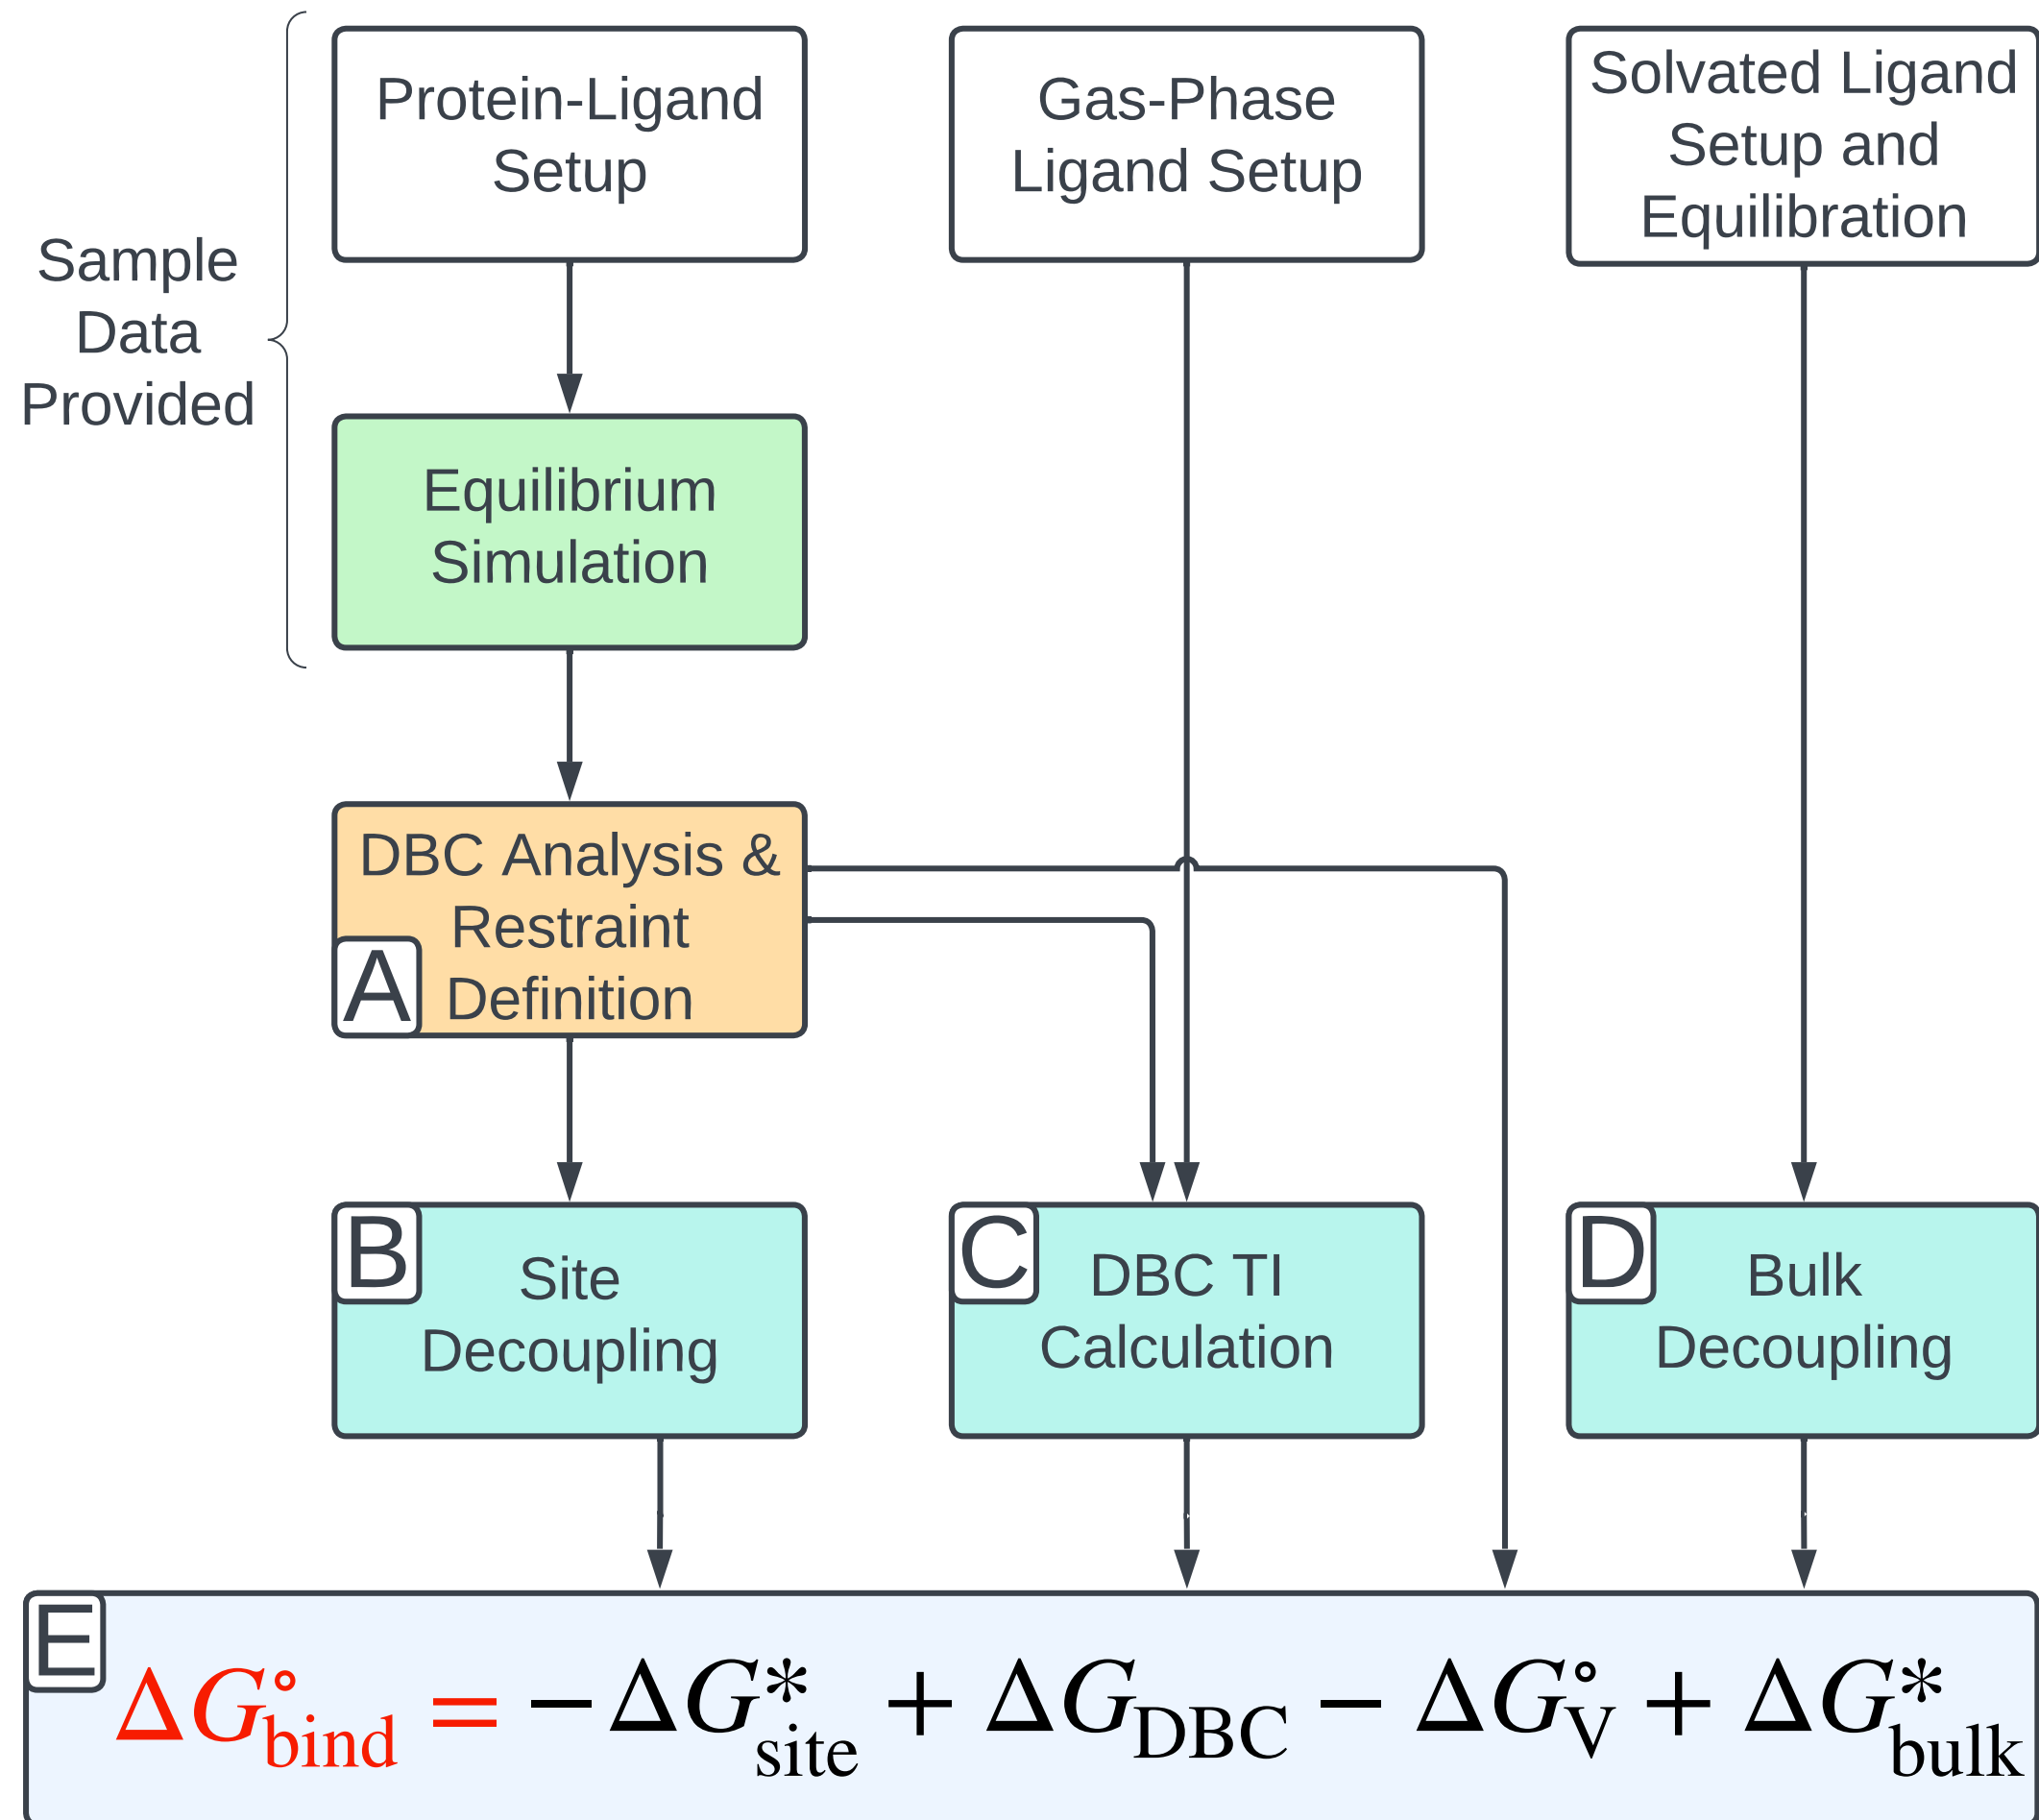 Protein-Ligand
Setup
Gas-Phase
Ligand Setup
Solvated Ligand
Setup and
Equilibration
Sample
Data
Provided
Equilibrium
Simulation
DBC Analysis &
Restraint
Definition
A
B
Site
Decoupling
C
DBC TI
Calculation
D
Bulk
Decoupling
E
ΔG°bind = −ΔG*site + ΔGDBC − ΔG°V + ΔG*bulk